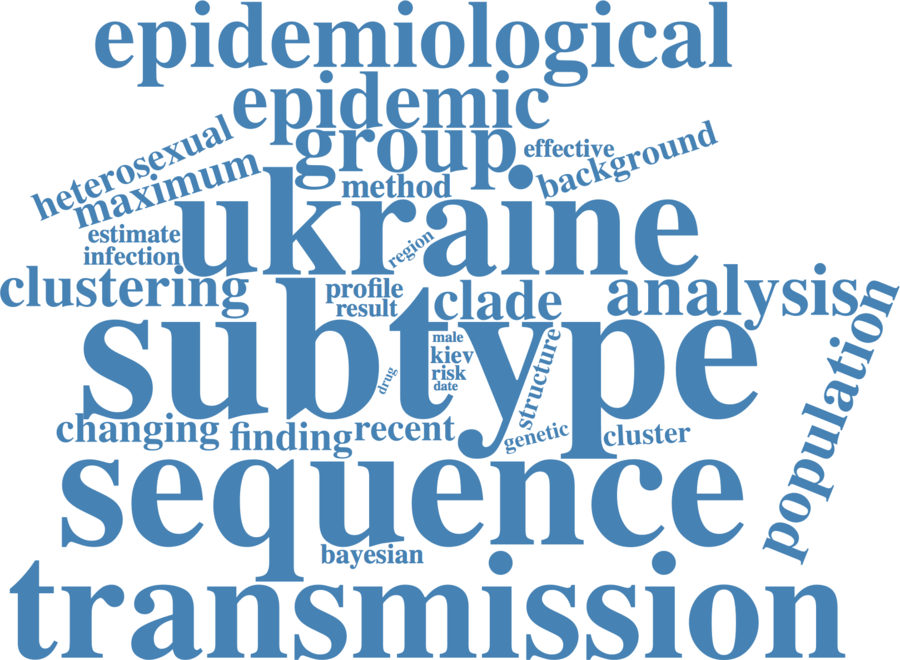 epidemiological
epidemic
heterosexual
group
effective
background
maximum
method
ukraine
estimate
region
infection
clustering
profile
clade
analysis
result
population
subtype
male
kiev
structure
risk
drug
date
changing
finding
recent
genetic
cluster
sequence
bayesian
transmission